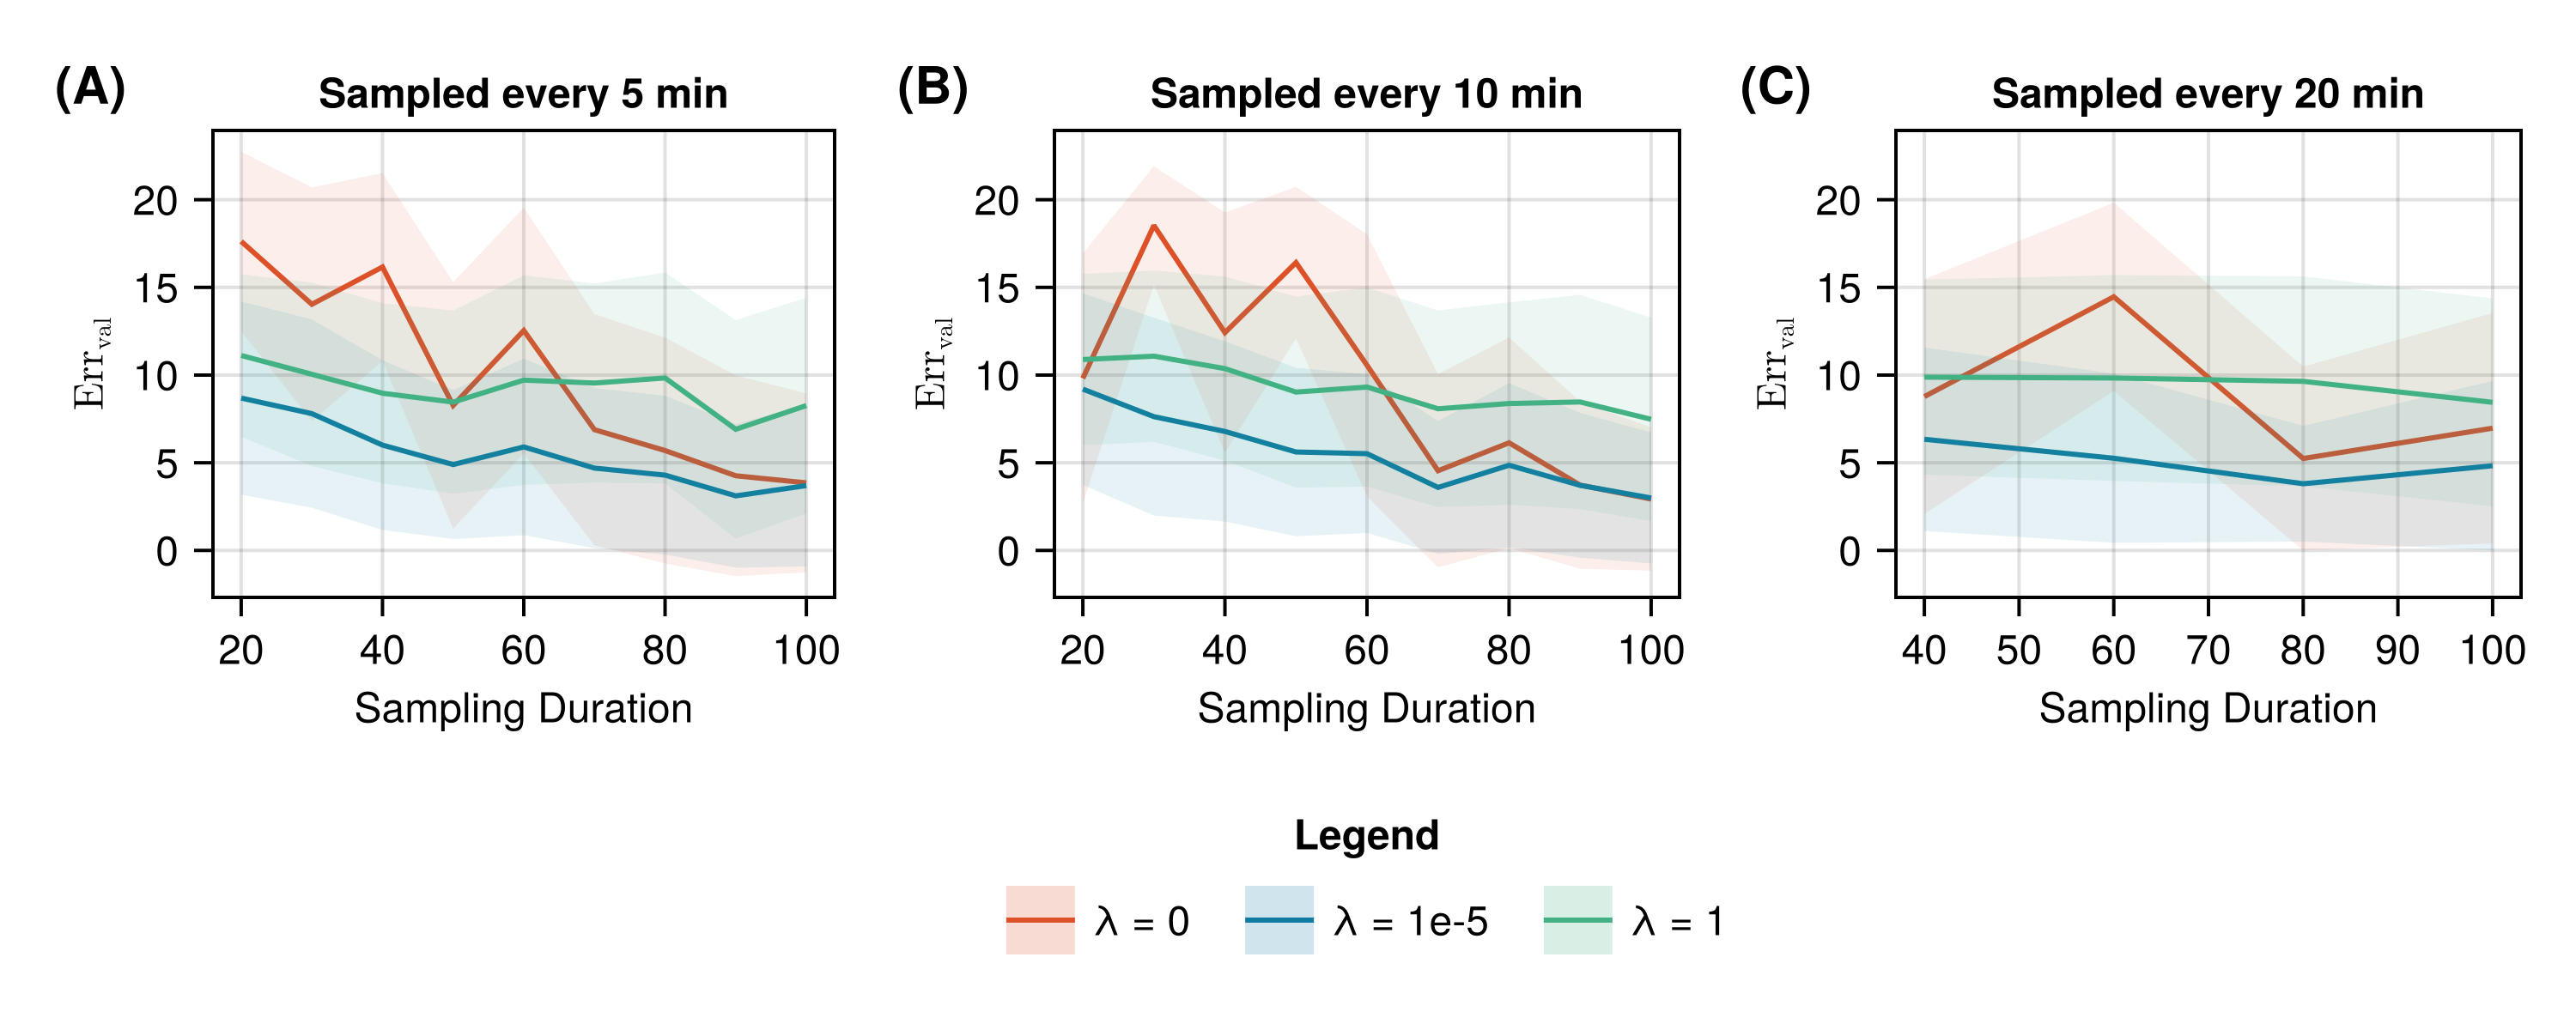 (A) Sampled every 5 min
20
15
10
5
0
Err_val
20 40 60 80 100
Sampling Duration
(B) Sampled every 10 min
20
15
10
5
0
Err_val
20 40 60 80 100
Sampling Duration
(C) Sampled every 20 min
20
15
10
5
0
Err_val
40 50 60 70 80 90 100
Sampling Duration
Legend
λ = 0 λ = 1e-5 λ = 1